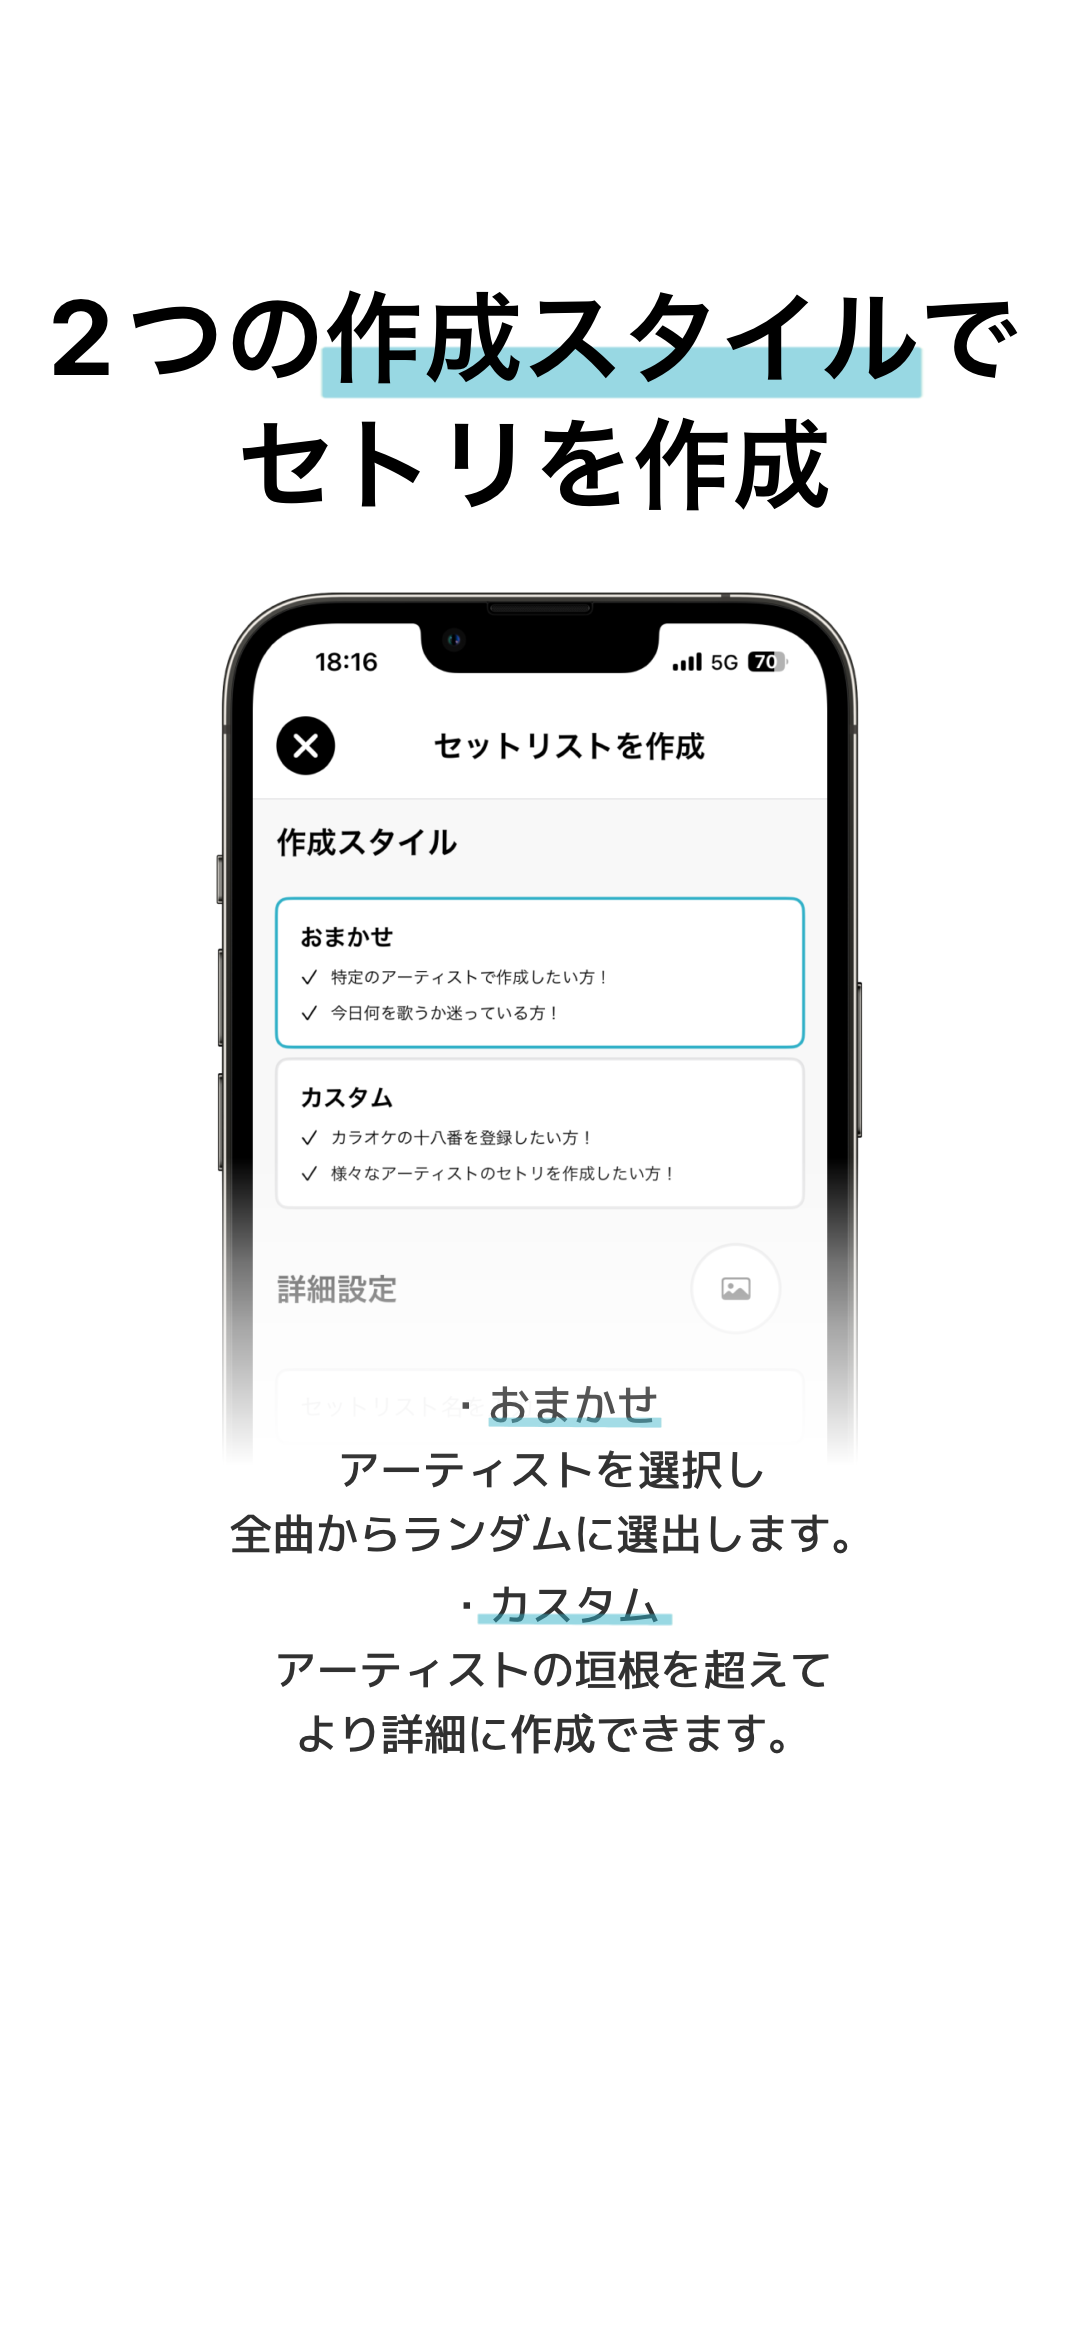 2つの作成スタイルで
セトリを作成
18:16
5G 70
セットリストを作成
作成スタイル
おまかせ
✓ 特定のアーティストで作成したい方！
✓ 今日何を歌うか迷っている方！
カスタム
✓ カラオケの十八番を登録したい方！
✓ 様々なアーティストのセトリを作成したい方！
詳細設定
セットリスト名を
・おまかせ
アーティストを選択し
全曲からランダムに選出します。
・カスタム
アーティストの垣根を超えて
より詳細に作成できます。